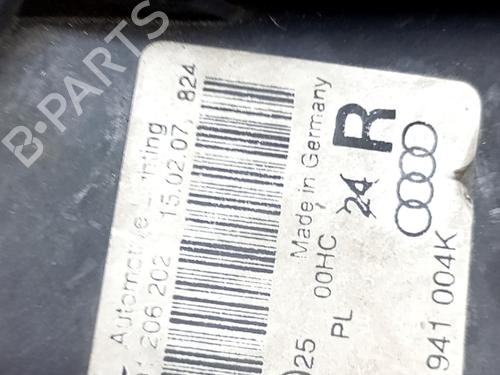 B-PARTS
Automotive Lighting
206 202 15.02.07 824
Made in Germany
R
25
PL 00HC 24
941 004K